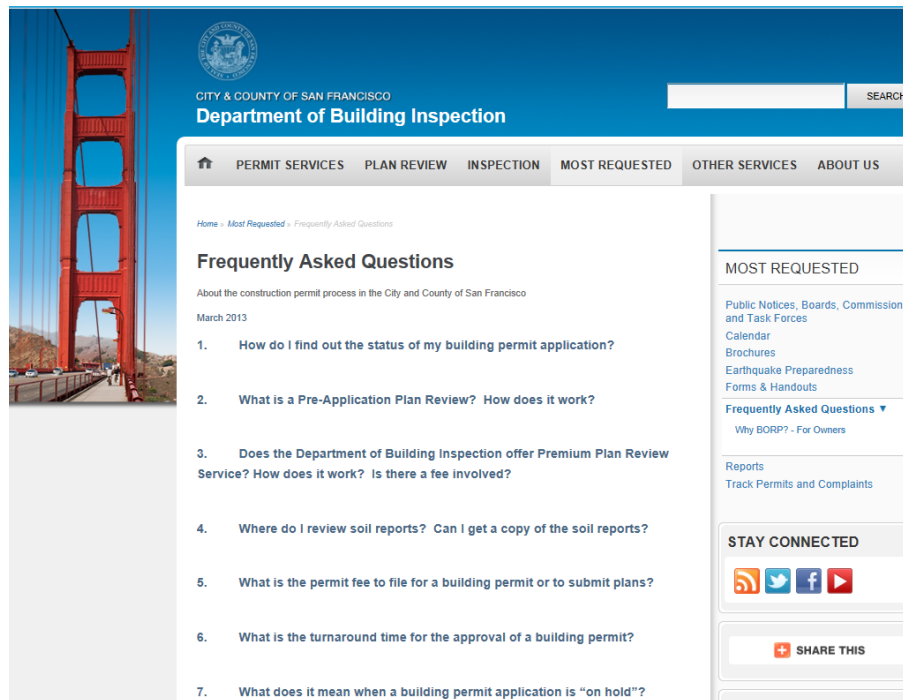 CITY & COUNTY OF SAN FRANCISCO
Department of Building Inspection
SEARCH
PERMIT SERVICES PLAN REVIEW INSPECTION MOST REQUESTED OTHER SERVICES ABOUT US
Home » Most Requested » Frequently Asked Questions
Frequently Asked Questions
About the construction permit process in the City and County of San Francisco
March 2013
1. How do I find out the status of my building permit application?
2. What is a Pre-Application Plan Review? How does it work?
3. Does the Department of Building Inspection offer Premium Plan Review
Service? How does it work? Is there a fee involved?
4. Where do I review soil reports? Can I get a copy of the soil reports?
5. What is the permit fee to file for a building permit or to submit plans?
6. What is the turnaround time for the approval of a building permit?
7. What does it mean when a building permit application is “on hold”?
MOST REQUESTED
Public Notices, Boards, Commission
and Task Forces
Calendar
Brochures
Earthquake Preparedness
Forms & Handouts
Frequently Asked Questions ▼
Why BORP? - For Owners
Reports
Track Permits and Complaints
STAY CONNECTED
SHARE THIS